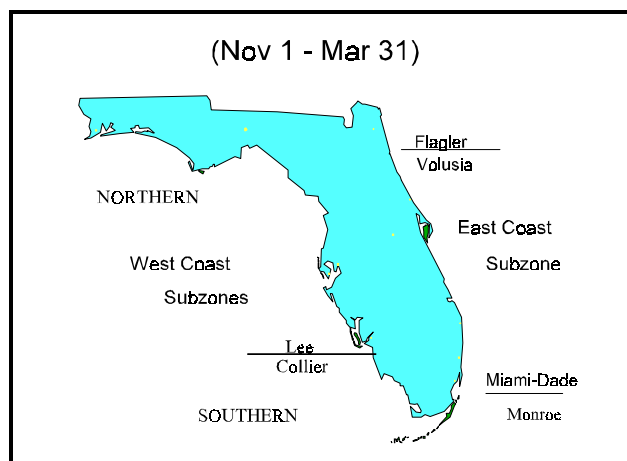 (Nov 1 - Mar 31)
Flagler
Volusia
NORTHERN
East Coast
Subzone
West Coast
Subzones
Lee
Collier
Miami-Dade
Monroe
SOUTHERN